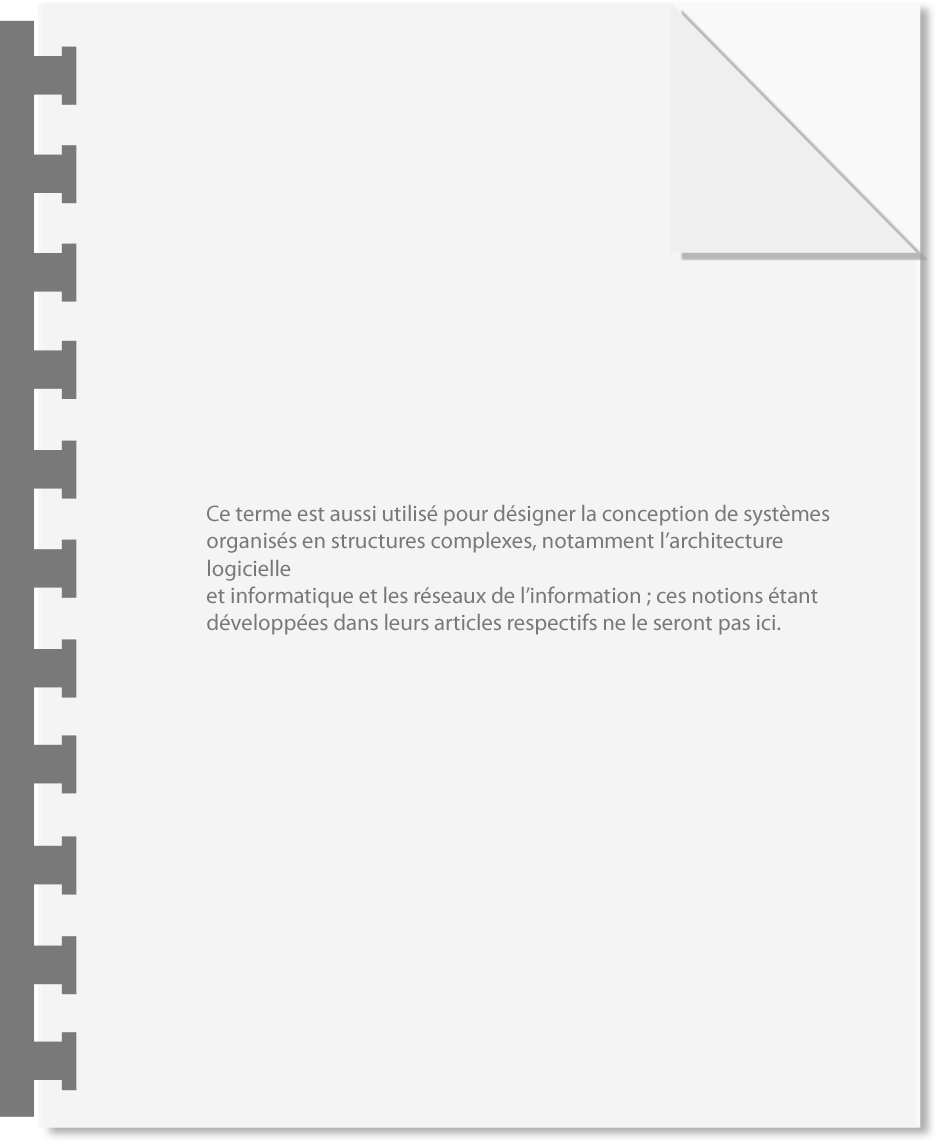 Ce terme est aussi utilisé pour désigner la conception de systèmes
organisés en structures complexes, notamment l’architecture
logicielle
et informatique et les réseaux de l’information ; ces notions étant
développées dans leurs articles respectifs ne le seront pas ici.